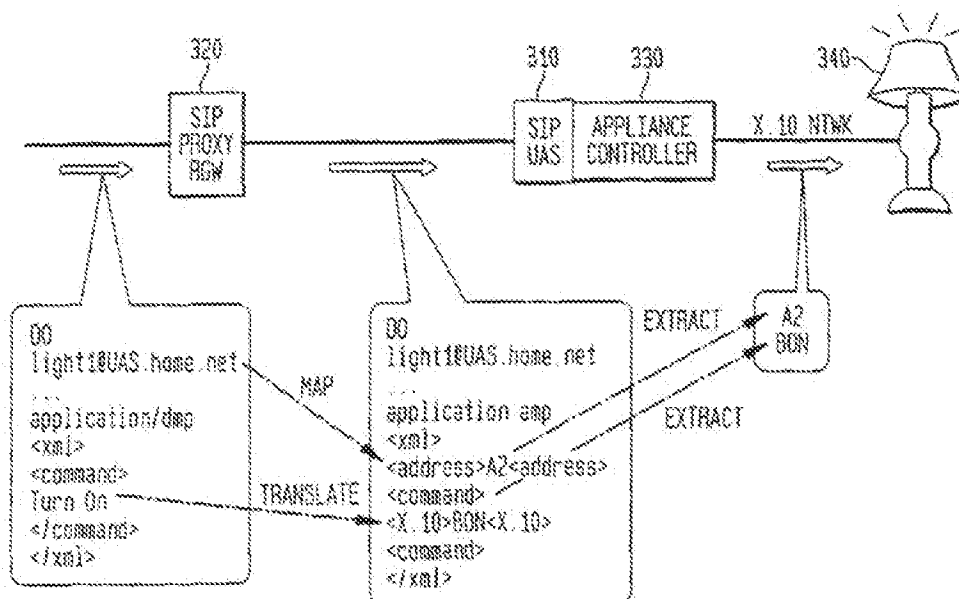 320
310
330
340
SIP
PROXY
RGW
SIP
UAS
APPLIANCE
CONTROLLER
X.10 NTWK
DO
light1@UAS.home.net
...
application/dmp
<xml>
<command>
Turn On
</command>
</xml>
MAP
TRANSLATE
DO
light1@UAS.home.net
...
application amp
<xml>
<address>A2<address>
<command>
<X.10>BON<X.10>
<command>
</xml>
EXTRACT
EXTRACT
A2
BON